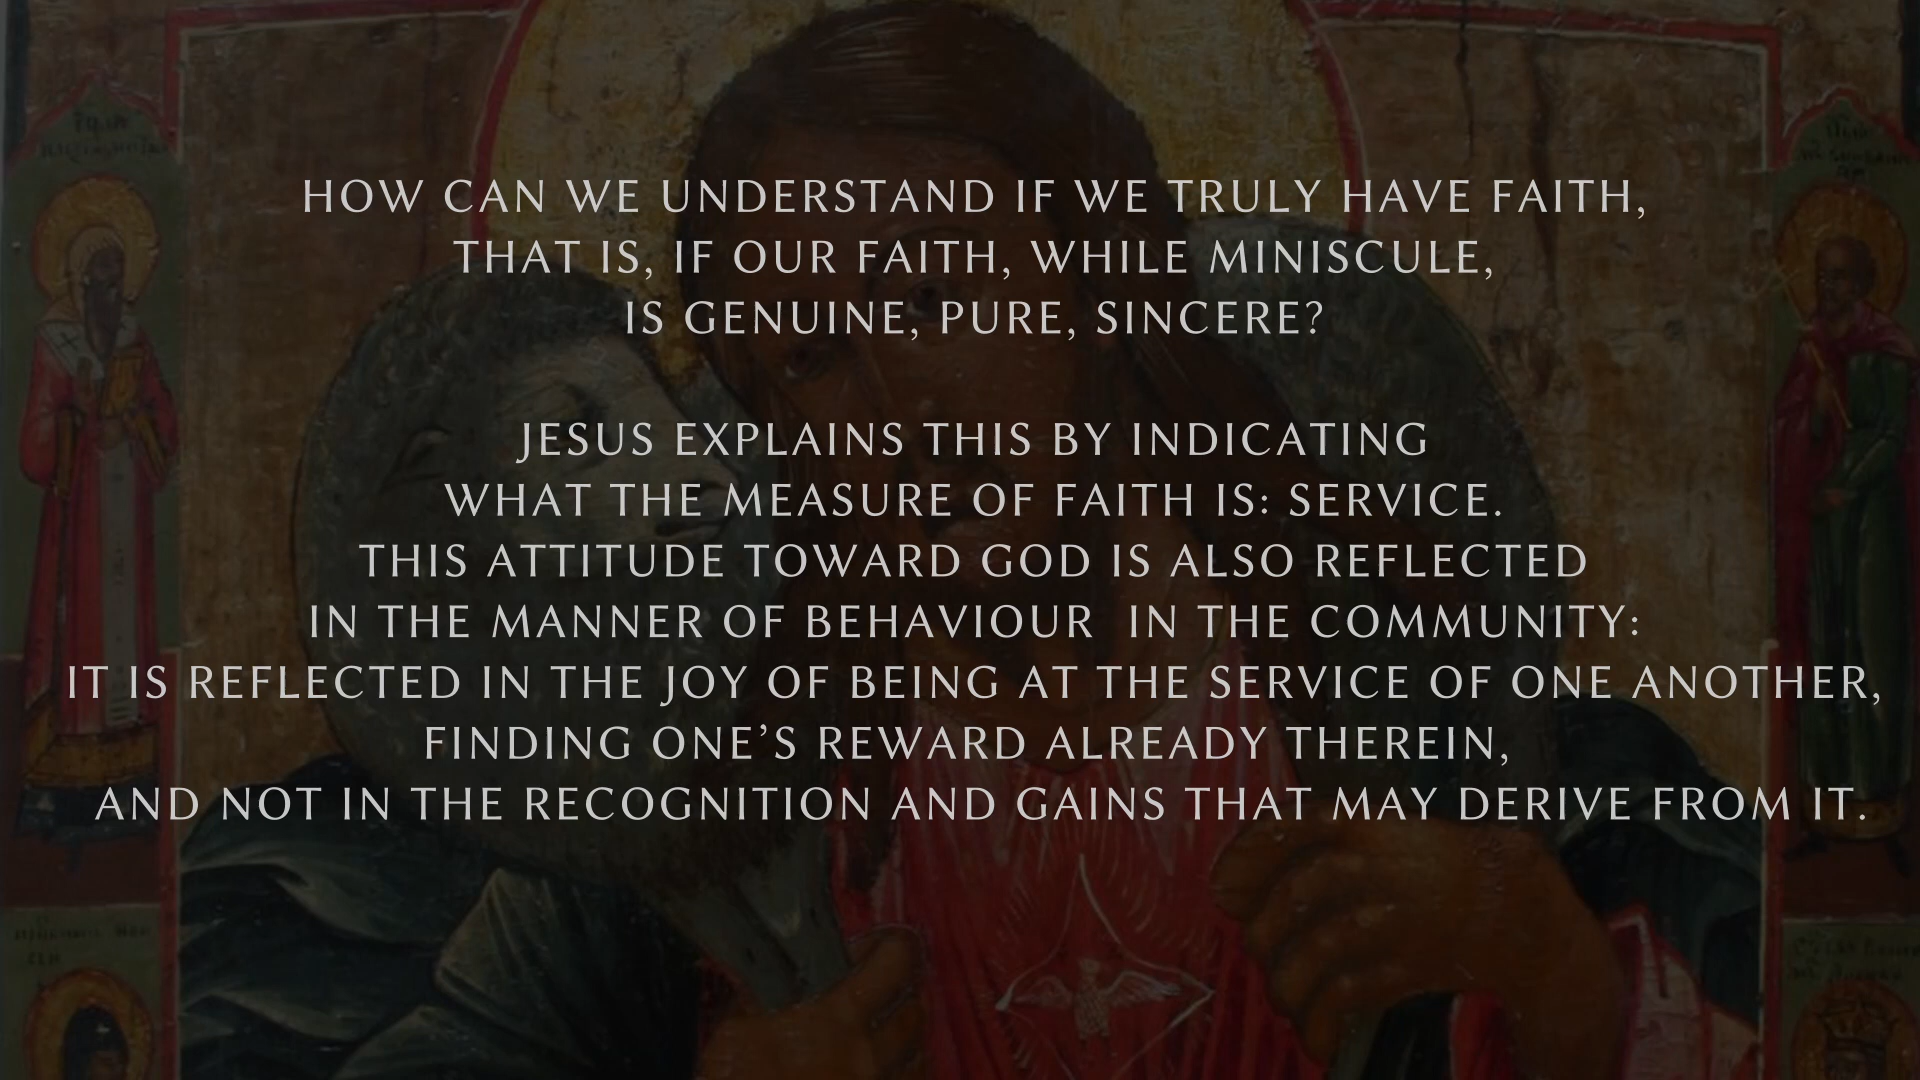 HOW CAN WE UNDERSTAND IF WE TRULY HAVE FAITH,
THAT IS, IF OUR FAITH, WHILE MINISCULE,
IS GENUINE, PURE, SINCERE?
JESUS EXPLAINS THIS BY INDICATING
WHAT THE MEASURE OF FAITH IS: SERVICE.
THIS ATTITUDE TOWARD GOD IS ALSO REFLECTED
IN THE MANNER OF BEHAVIOUR  IN THE COMMUNITY:
IT IS REFLECTED IN THE JOY OF BEING AT THE SERVICE OF ONE ANOTHER,
FINDING ONE’S REWARD ALREADY THEREIN,
AND NOT IN THE RECOGNITION AND GAINS THAT MAY DERIVE FROM IT.